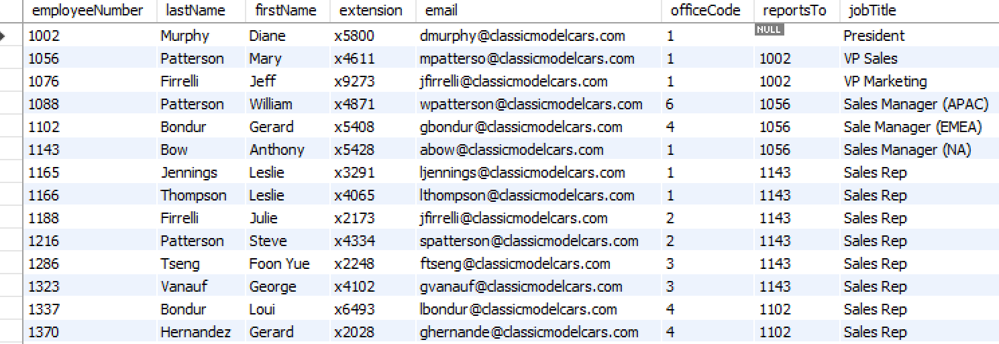 employeeNumber lastName firstName extension email officeCode reportsTo jobTitle
1002 Murphy Diane x5800 dmurphy@classicmodelcars.com 1 NULL President
1056 Patterson Mary x4611 mpatterso@classicmodelcars.com 1 1002 VP Sales
1076 Firrelli Jeff x9273 jfirrelli@classicmodelcars.com 1 1002 VP Marketing
1088 Patterson William x4871 wpatterson@classicmodelcars.com 6 1056 Sales Manager (APAC)
1102 Bondur Gerard x5408 gbondur@classicmodelcars.com 4 1056 Sale Manager (EMEA)
1143 Bow Anthony x5428 abow@classicmodelcars.com 1 1056 Sales Manager (NA)
1165 Jennings Leslie x3291 ljennings@classicmodelcars.com 1 1143 Sales Rep
1166 Thompson Leslie x4065 lthompson@classicmodelcars.com 1 1143 Sales Rep
1188 Firrelli Julie x2173 jfirrelli@classicmodelcars.com 2 1143 Sales Rep
1216 Patterson Steve x4334 spatterson@classicmodelcars.com 2 1143 Sales Rep
1286 Tseng Foon Yue x2248 ftseng@classicmodelcars.com 3 1143 Sales Rep
1323 Vanauf George x4102 gvanauf@classicmodelcars.com 3 1143 Sales Rep
1337 Bondur Loui x6493 lbondur@classicmodelcars.com 4 1102 Sales Rep
1370 Hernandez Gerard x2028 ghernande@classicmodelcars.com 4 1102 Sales Rep